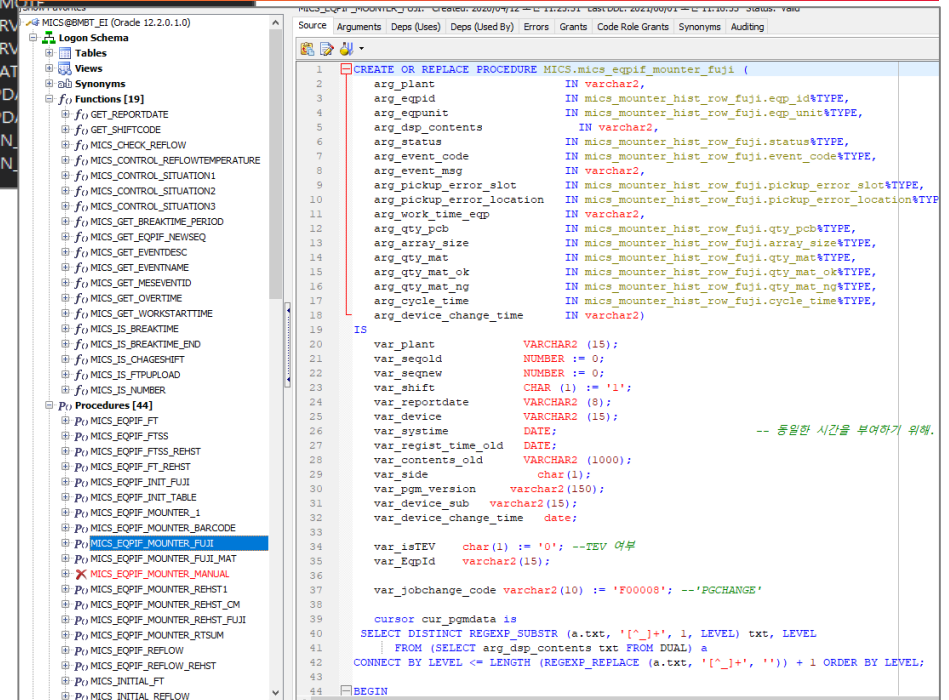 MICS@BMBT_EI (Oracle 12.2.0.1.0)
Logon Schema
Tables
Views
Synonyms
Functions [19]
GET_REPORTDATE
GET_SHIFTCODE
MICS_CHECK_REFLOW
MICS_CONTROL_REFLOWTEMPERATURE
MICS_CONTROL_SITUATION1
MICS_CONTROL_SITUATION2
MICS_CONTROL_SITUATION3
MICS_GET_BREAKTIME_PERIOD
MICS_GET_EQPIF_NEWSEQ
MICS_GET_EVENTDESC
MICS_GET_EVENTNAME
MICS_GET_MESEVENTID
MICS_GET_OVERTIME
MICS_GET_WORKSTARTTIME
MICS_IS_BREAKTIME
MICS_IS_BREAKTIME_END
MICS_IS_CHAGESHIFT
MICS_IS_FTPUPLOAD
MICS_IS_NUMBER
Procedures [44]
MICS_EQPIF_FT
MICS_EQPIF_FTSS
MICS_EQPIF_FTSS_REHST
MICS_EQPIF_FT_REHST
MICS_EQPIF_INIT_FUJI
MICS_EQPIF_INIT_TABLE
MICS_EQPIF_MOUNTER_1
MICS_EQPIF_MOUNTER_BARCODE
MICS_EQPIF_MOUNTER_FUJI
MICS_EQPIF_MOUNTER_FUJI_MAT
MICS_EQPIF_MOUNTER_MANUAL
MICS_EQPIF_MOUNTER_REHST1
MICS_EQPIF_MOUNTER_REHST_CM
MICS_EQPIF_MOUNTER_REHST_FUJI
MICS_EQPIF_MOUNTER_RTSUM
MICS_EQPIF_REFLOW
MICS_EQPIF_REFLOW_REHST
MICS_INITIAL_FT
MICS_INITIAL_REFLOW
Source Arguments Deps (Uses) Deps (Used By) Errors Grants Code Role Grants Synonyms Auditing
1 CREATE OR REPLACE PROCEDURE MICS.mics_eqpif_mounter_fuji (
2 arg_plant IN varchar2,
3 arg_eqpid IN mics_mounter_hist_row_fuji.eqp_id%TYPE,
4 arg_eqpunit IN mics_mounter_hist_row_fuji.eqp_unit%TYPE,
5 arg_dsp_contents IN varchar2,
6 arg_status IN mics_mounter_hist_row_fuji.status%TYPE,
7 arg_event_code IN mics_mounter_hist_row_fuji.event_code%TYPE,
8 arg_event_msg IN varchar2,
9 arg_pickup_error_slot IN mics_mounter_hist_row_fuji.pickup_error_slot%TYPE,
10 arg_pickup_error_location IN mics_mounter_hist_row_fuji.pickup_error_location%TYP
11 arg_work_time_eqp IN varchar2,
12 arg_qty_pcb IN mics_mounter_hist_row_fuji.qty_pcb%TYPE,
13 arg_array_size IN mics_mounter_hist_row_fuji.array_size%TYPE,
14 arg_qty_mat IN mics_mounter_hist_row_fuji.qty_mat%TYPE,
15 arg_qty_mat_ok IN mics_mounter_hist_row_fuji.qty_mat_ok%TYPE,
16 arg_qty_mat_ng IN mics_mounter_hist_row_fuji.qty_mat_ng%TYPE,
17 arg_cycle_time IN mics_mounter_hist_row_fuji.cycle_time%TYPE,
18 arg_device_change_time IN varchar2)
19 IS
20 var_plant VARCHAR2 (15);
21 var_seqold NUMBER := 0;
22 var_seqnew NUMBER := 0;
23 var_shift CHAR (1) := '1';
24 var_reportdate VARCHAR2 (8);
25 var_device VARCHAR2 (15);
26 var_systime DATE; -- 동일한 시간을 부여하기 위해.
27 var_regist_time_old DATE;
28 var_contents_old VARCHAR2 (1000);
29 var_side char(1);
30 var_pgm_version varchar2(150);
31 var_device_sub varchar2(15);
32 var_device_change_time date;
33
34 var_isTEV char(1) := '0'; --TEV 여부
35 var_EqpId varchar2(15);
36
37 var_jobchange_code varchar2(10) := 'F00008'; --'PGCHANGE'
38
39 cursor cur_pgmdata is
40 SELECT DISTINCT REGEXP_SUBSTR (a.txt, '[^_]+', 1, LEVEL) txt, LEVEL
41 FROM (SELECT arg_dsp_contents txt FROM DUAL) a
42 CONNECT BY LEVEL <= LENGTH (REGEXP_REPLACE (a.txt, '[^_]+', '')) + 1 ORDER BY LEVEL;
43
44 BEGIN